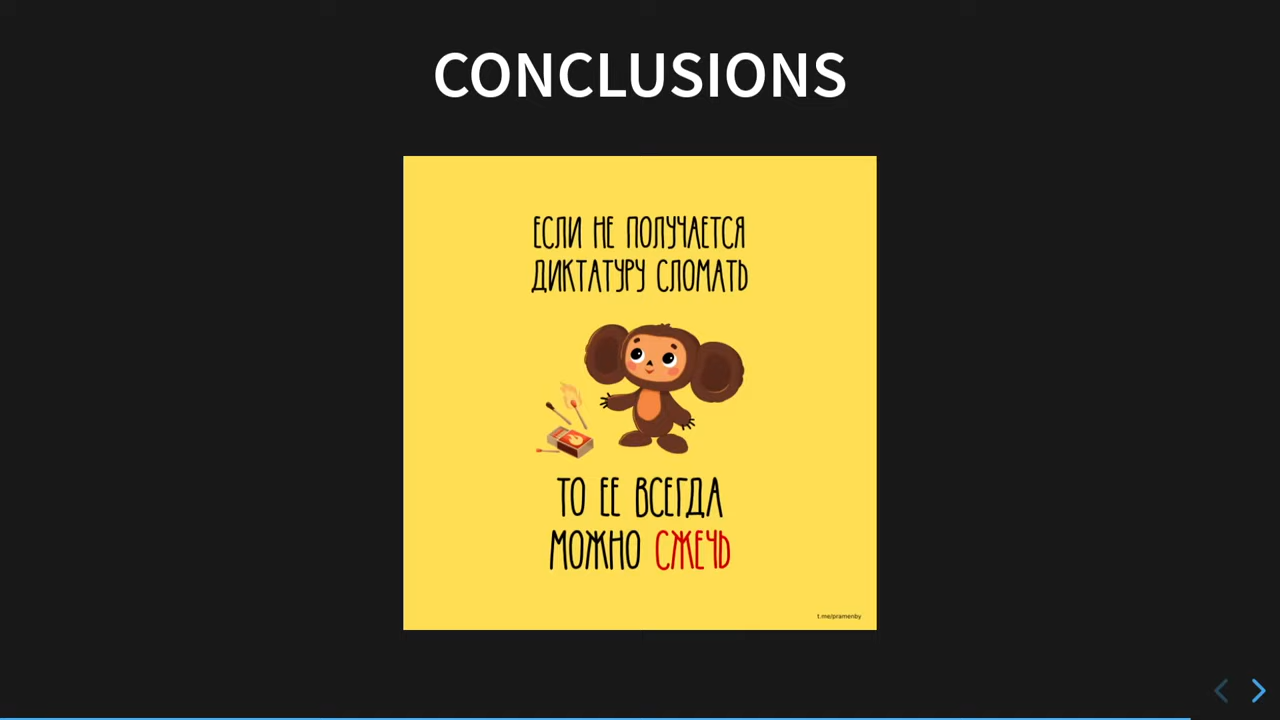 CONCLUSIONS
ЕСЛИ НЕ ПОЛУЧАЕТСЯ
ДИКТАТУРУ СЛОМАТЬ
ТО ЕЕ ВСЕГДА
МОЖНО СЖЕЧЬ
t.me/pramenby